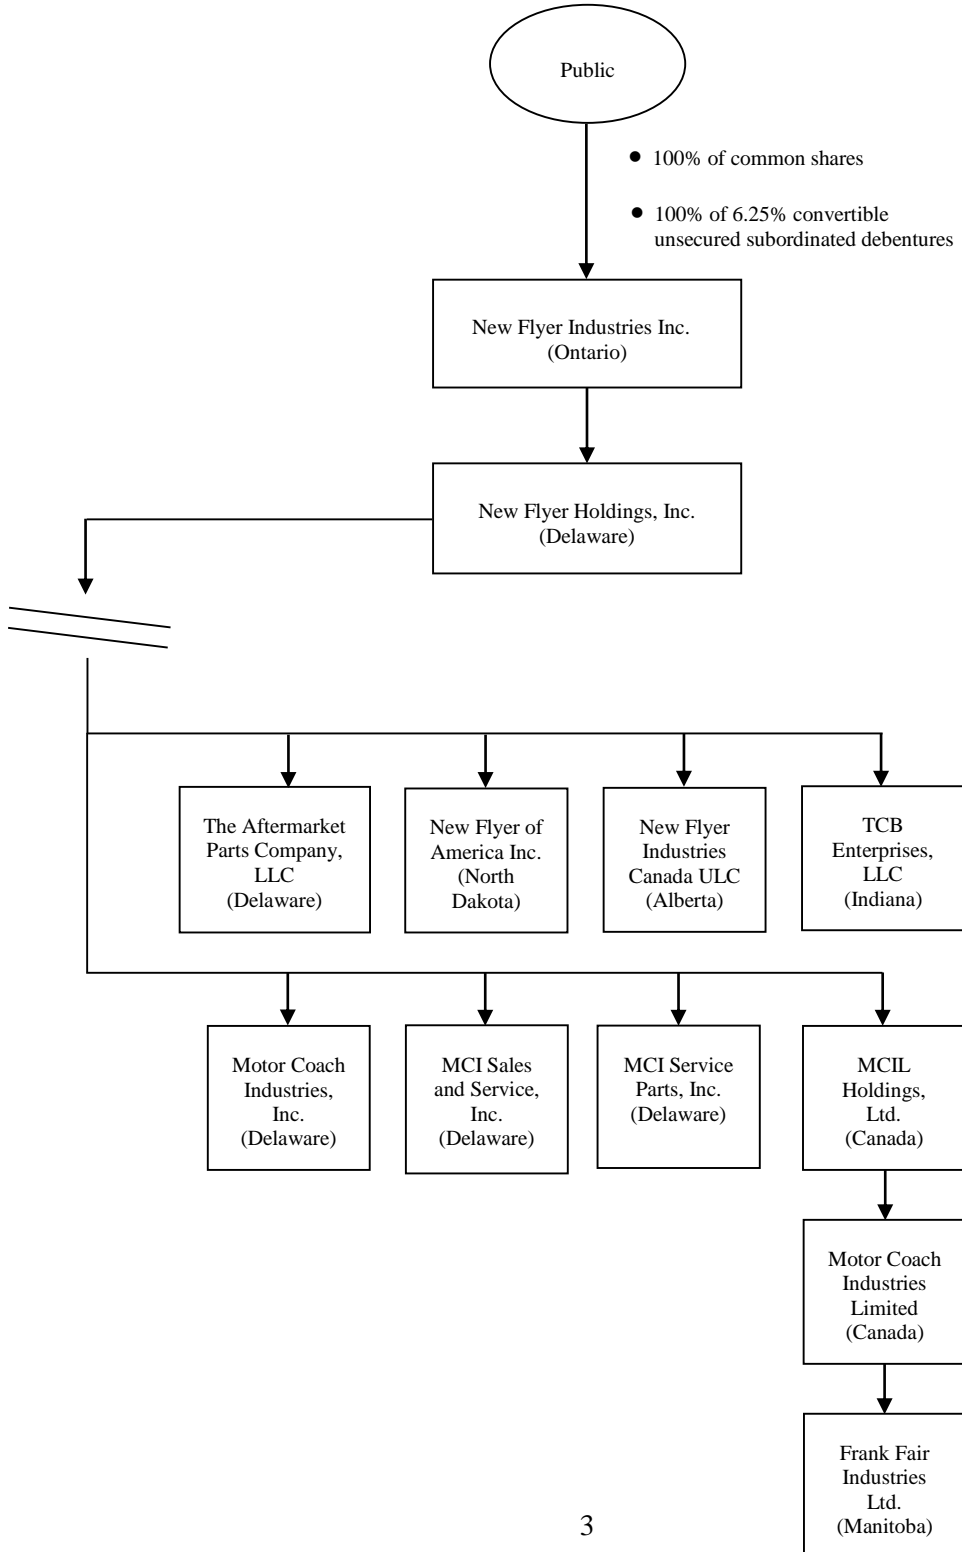 Public
● 100% of common shares
● 100% of 6.25% convertible
unsecured subordinated debentures
New Flyer Industries Inc.
(Ontario)
New Flyer Holdings, Inc.
(Delaware)
The Aftermarket
Parts Company,
LLC
(Delaware)
New Flyer of
America Inc.
(North
Dakota)
New Flyer
Industries
Canada ULC
(Alberta)
TCB
Enterprises,
LLC
(Indiana)
Motor Coach
Industries,
Inc.
(Delaware)
MCI Sales
and Service,
Inc.
(Delaware)
MCI Service
Parts, Inc.
(Delaware)
MCIL
Holdings,
Ltd.
(Canada)
Motor Coach
Industries
Limited
(Canada)
Frank Fair
Industries
Ltd.
(Manitoba)
3